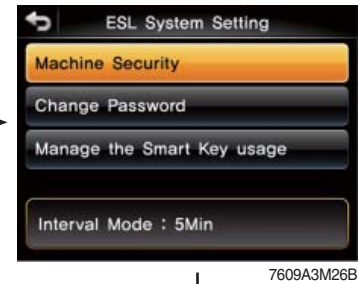 ESL System Setting
Machine Security
Change Password
Manage the Smart Key usage
Interval Mode : 5Min
7609A3M26B